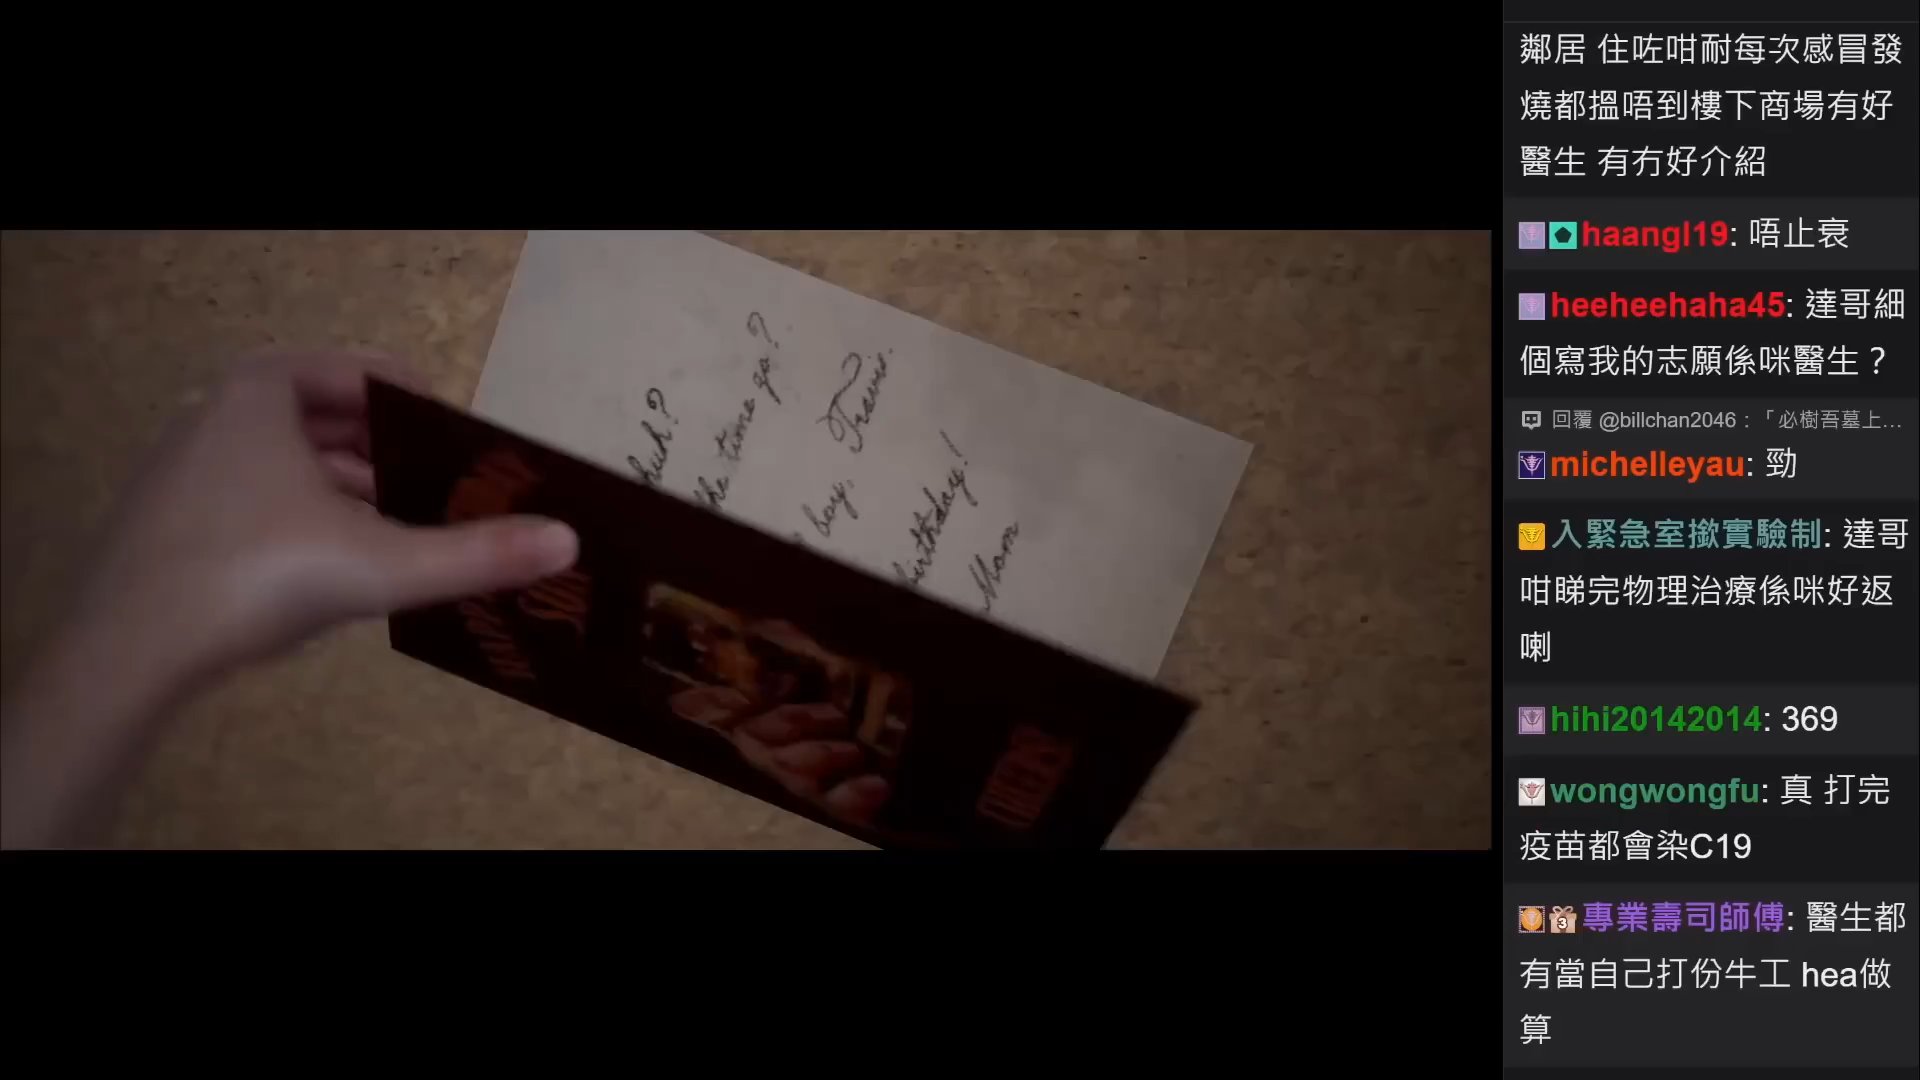 huh?
the time go?
boy,
Travis.
birthday!
Mom
CHEERS
鄰居 住咗咁耐每次感冒發
燒都搵唔到樓下商場有好
醫生 有冇好介紹
haangl19: 唔止衰
heeheehaha45: 達哥細
個寫我的志願係咪醫生？
回覆 @billchan2046：「必樹吾墓上...
michelleyau: 勁
入緊急室撳實驗制: 達哥
咁睇完物理治療係咪好返
喇
hihi20142014: 369
wongwongfu: 真 打完
疫苗都會染C19
3 專業壽司師傅: 醫生都
有當自己打份牛工 hea做
算